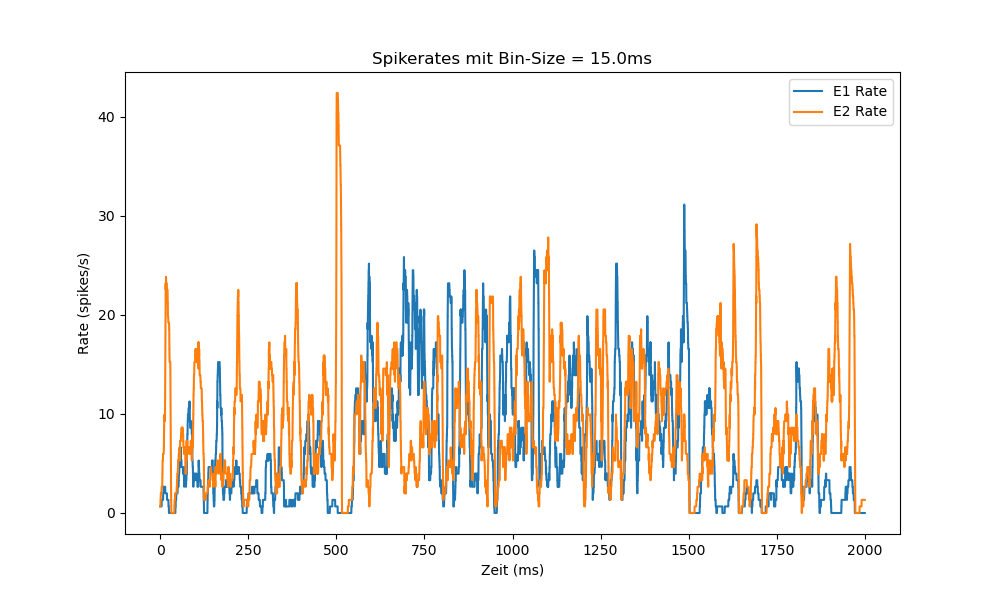 Spikerates mit Bin-Size = 15.0ms
E1 Rate
E2 Rate
40
30
20
10
0
Rate (spikes/s)
0 250 500 750 1000 1250 1500 1750 2000
Zeit (ms)